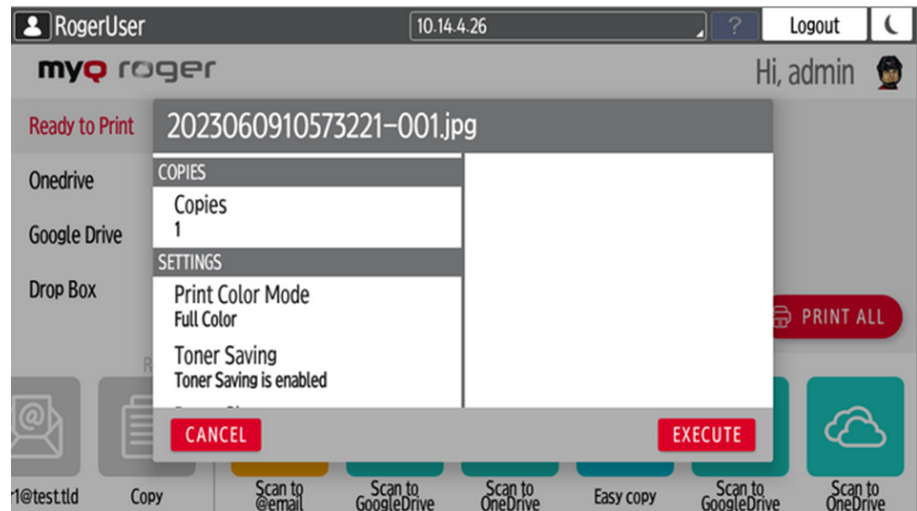 RogerUser
10.14.4.26
?
Logout
myQ roger
Hi, admin
Ready to Print
Onedrive
Google Drive
Drop Box
2023060910573221-001.jpg
COPIES
Copies
1
SETTINGS
Print Color Mode
Full Color
Toner Saving
Toner Saving is enabled
CANCEL
EXECUTE
PRINT ALL
R
@
r1@test.tld
Copy
Scan to
@email
Scan to
GoogleDrive
Scan to
OneDrive
Easy copy
Scan to
GoogleDrive
Scan to
OneDrive